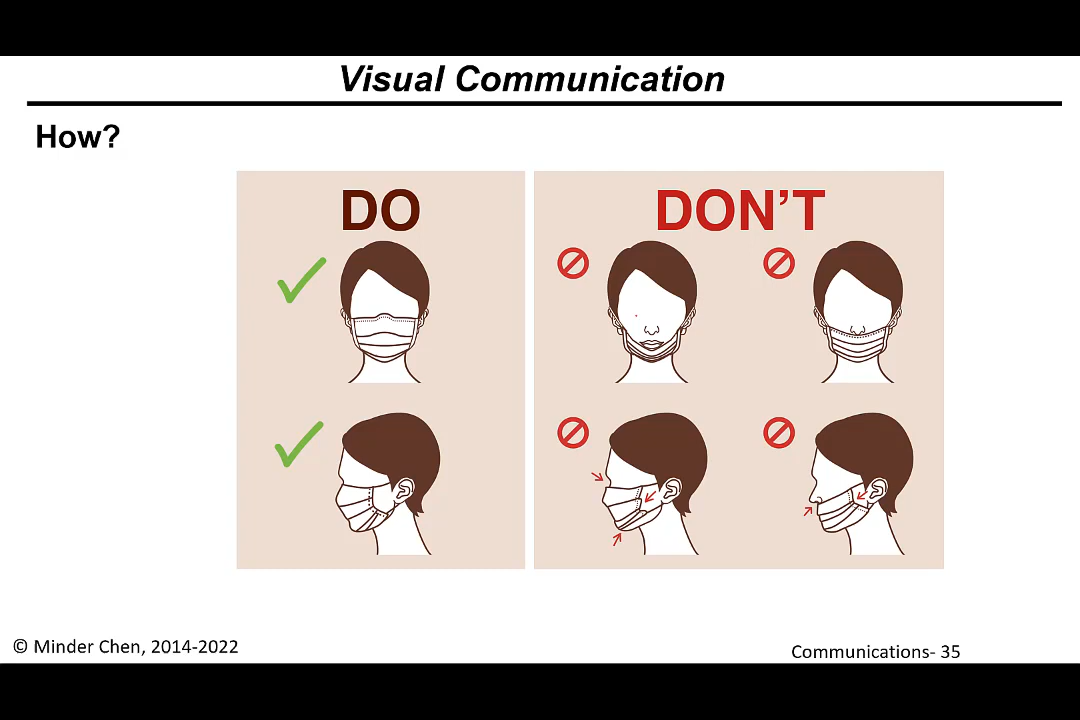 Visual Communication
How?
DO
DON'T
© Minder Chen, 2014-2022
Communications- 35